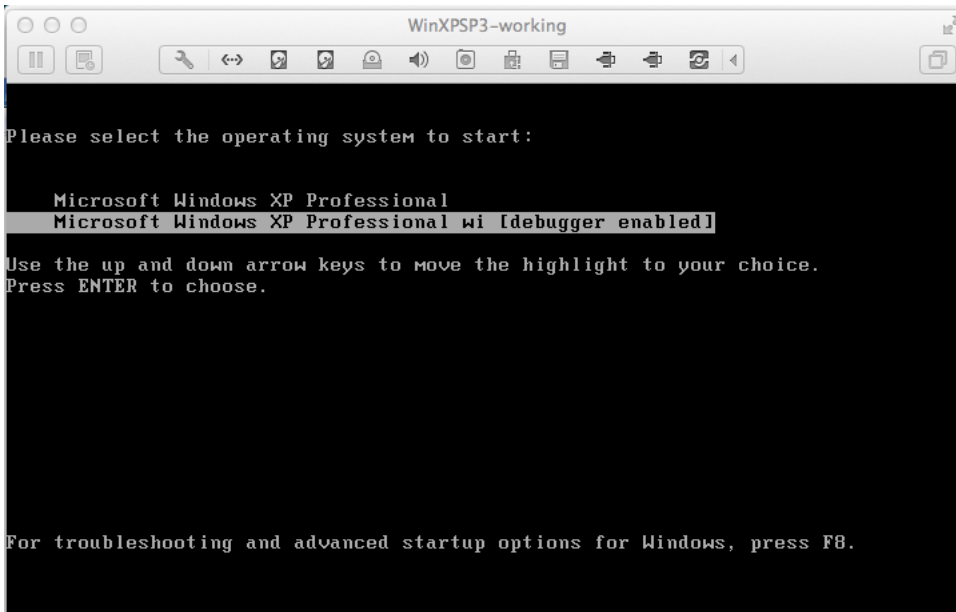 WinXPSP3-working
Please select the operating system to start:
Microsoft Windows XP Professional
Microsoft Windows XP Professional wi [debugger enabled]
Use the up and down arrow keys to move the highlight to your choice.
Press ENTER to choose.
For troubleshooting and advanced startup options for Windows, press F8.